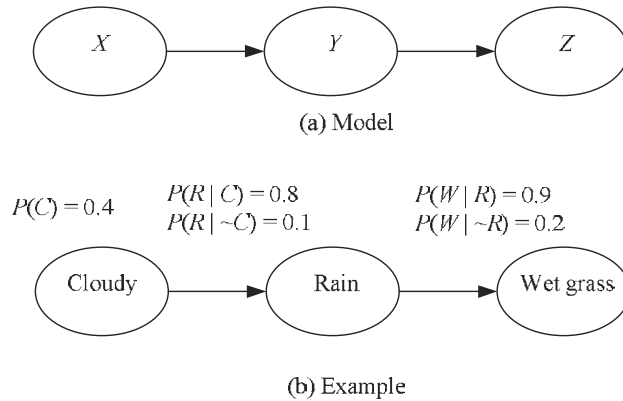 X
Y
Z
(a) Model
P(C) = 0.4
P(R | C) = 0.8
P(R | ~C) = 0.1
P(W | R) = 0.9
P(W | ~R) = 0.2
Cloudy
Rain
Wet grass
(b) Example